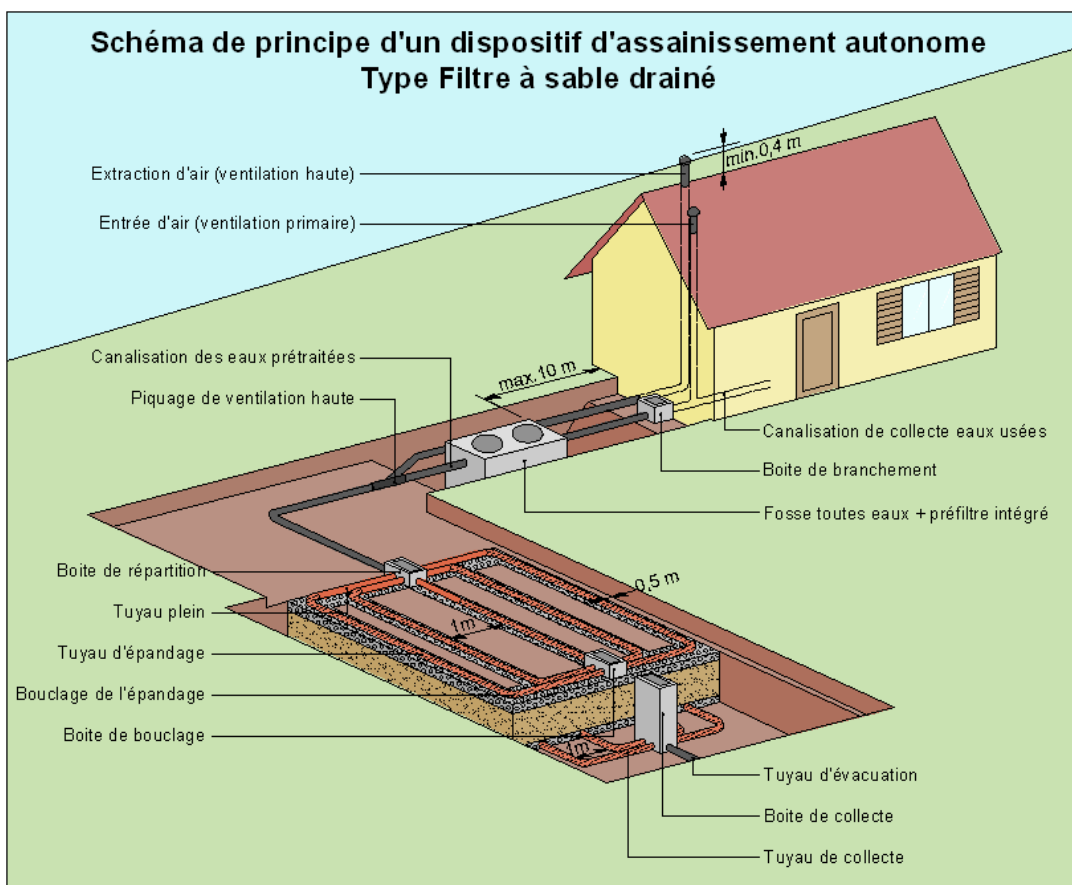 Schéma de principe d'un dispositif d'assainissement autonome
Type Filtre à sable drainé
min.0,4 m
Extraction d'air (ventilation haute)
Entrée d'air (ventilation primaire)
Canalisation des eaux prétraitées
max.10 m
Piquage de ventilation haute
Canalisation de collecte eaux usées
Boite de branchement
Fosse toutes eaux + préfiltre intégré
Boite de répartition
0,5 m
Tuyau plein
1m
Tuyau d'épandage
Bouclage de l'épandage
Boite de bouclage
1m
Tuyau d'évacuation
Boite de collecte
Tuyau de collecte